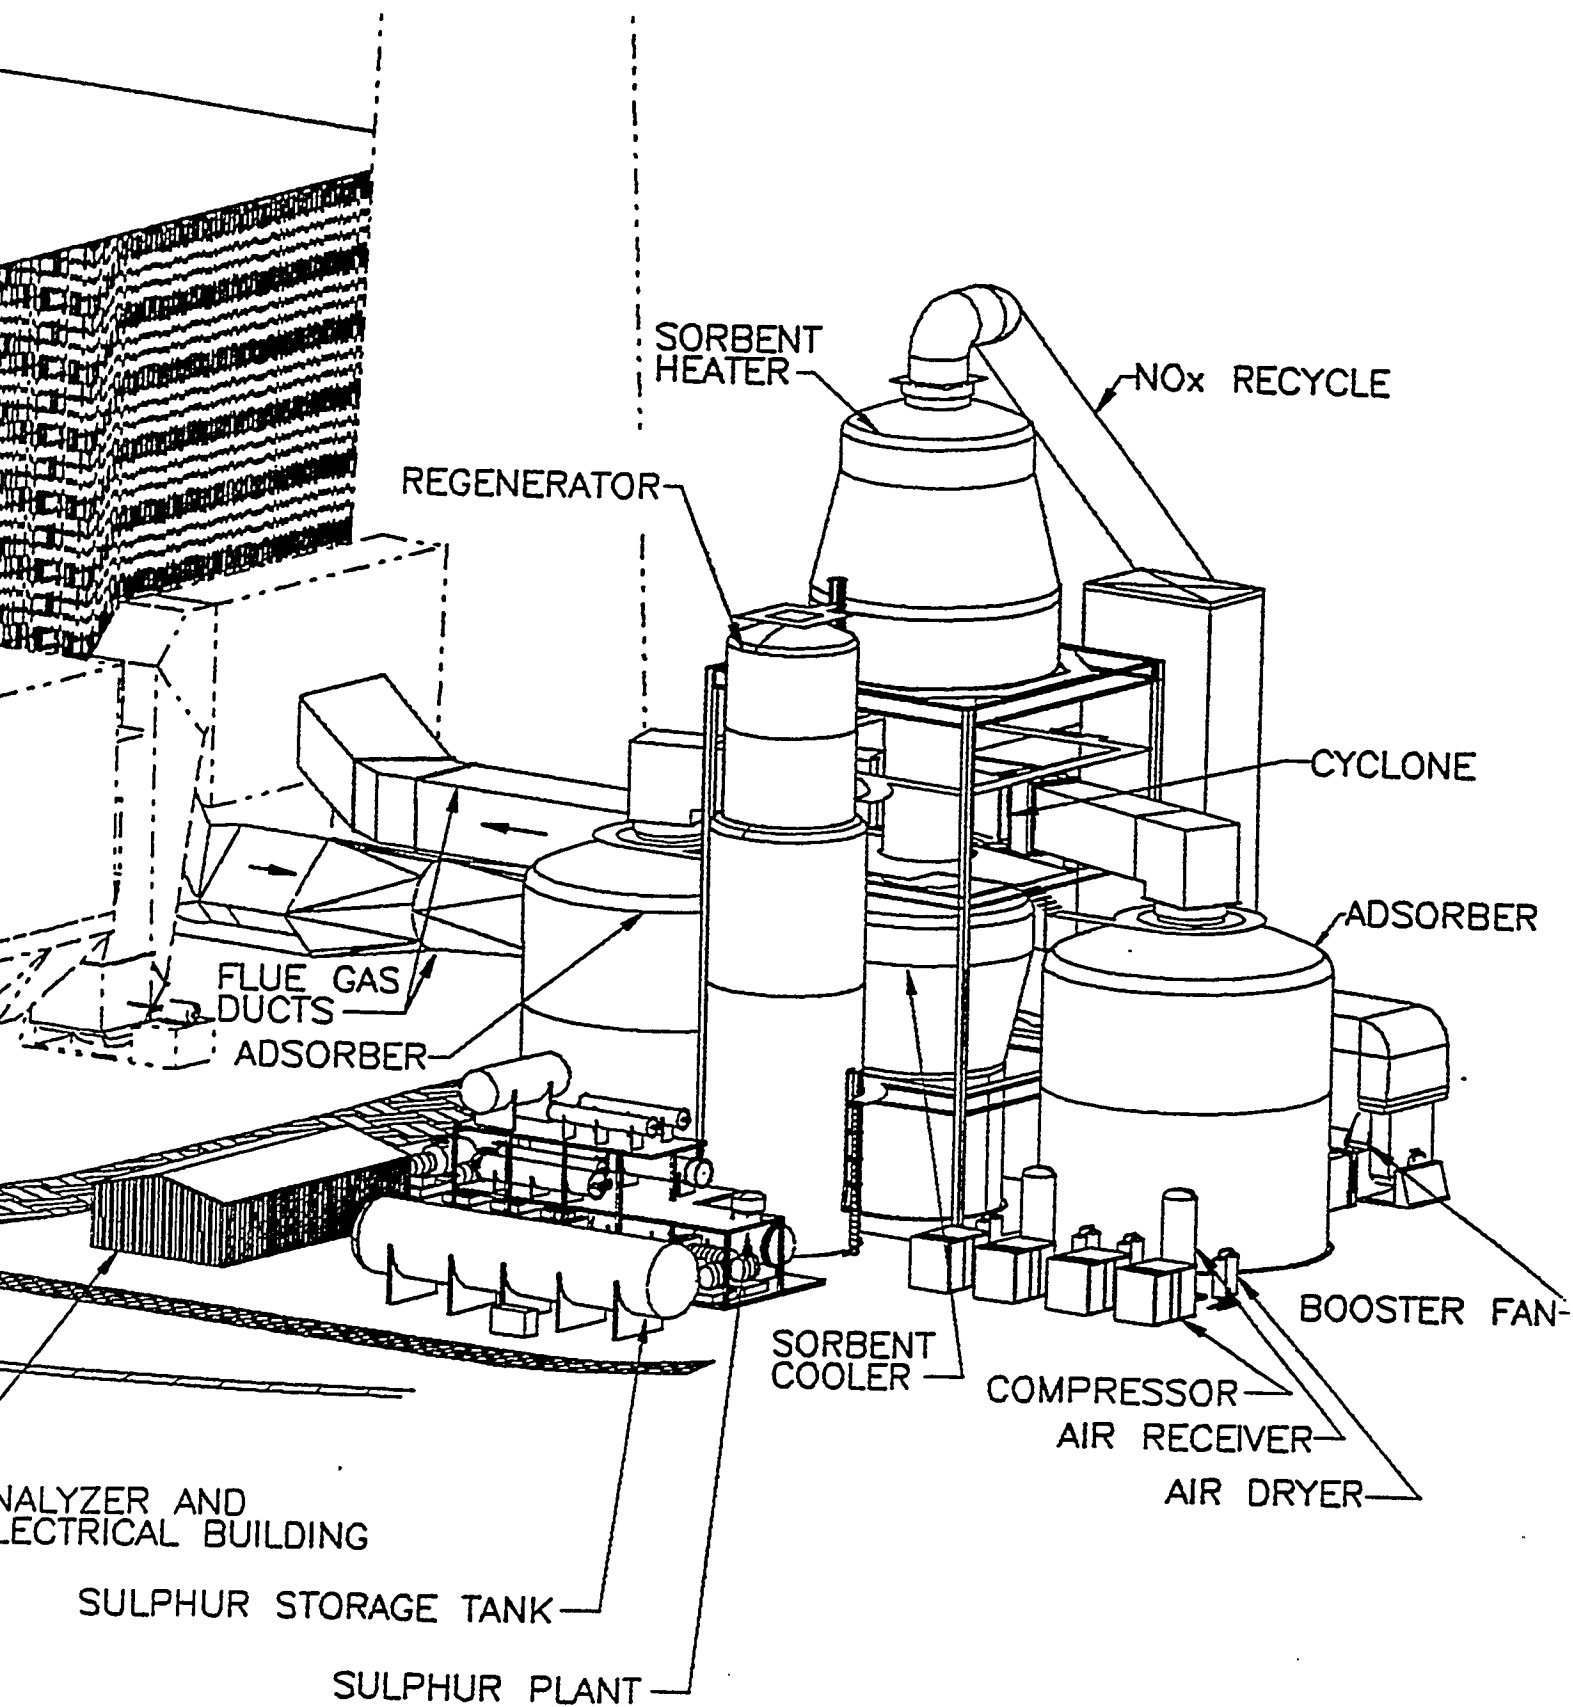 SORBENT
HEATER
NOx RECYCLE
REGENERATOR
CYCLONE
ADSORBER
FLUE GAS
DUCTS
ADSORBER
BOOSTER FAN
SORBENT
COOLER
COMPRESSOR
AIR RECEIVER
AIR DRYER
NALYZER AND
LECTRICAL BUILDING
SULPHUR STORAGE TANK
SULPHUR PLANT